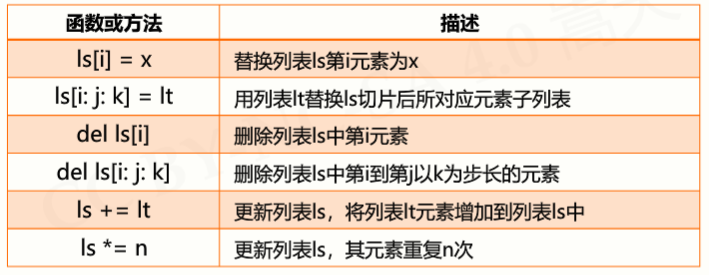 函数或方法 描述
ls[i] = x 替换列表ls第i元素为x
ls[i: j: k] = lt 用列表lt替换ls切片后所对应元素子列表
del ls[i] 删除列表ls中第i元素
del ls[i: j: k] 删除列表ls中第i到第j以k为步长的元素
ls += lt 更新列表ls，将列表lt元素增加到列表ls中
ls *= n 更新列表ls，其元素重复n次